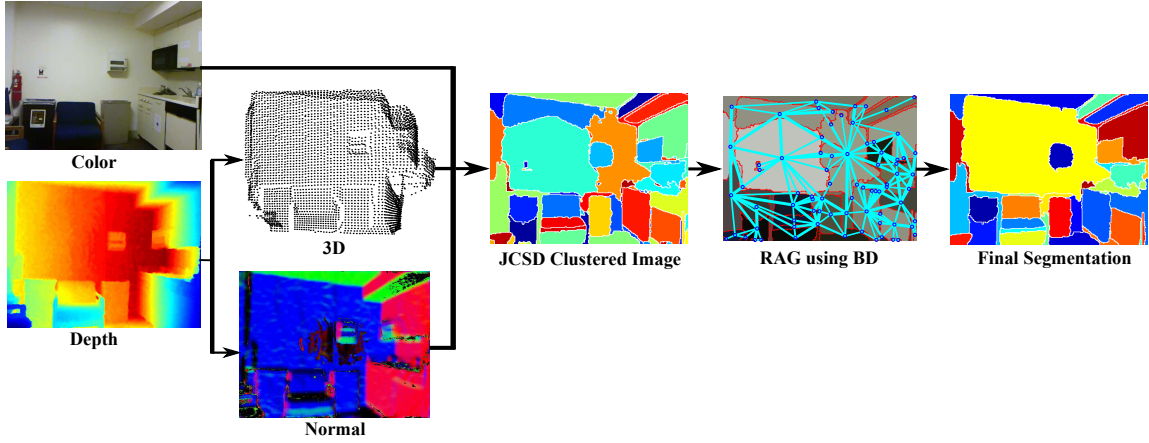 Color
Depth
3D
Normal
JCSD Clustered Image
RAG using BD
Final Segmentation